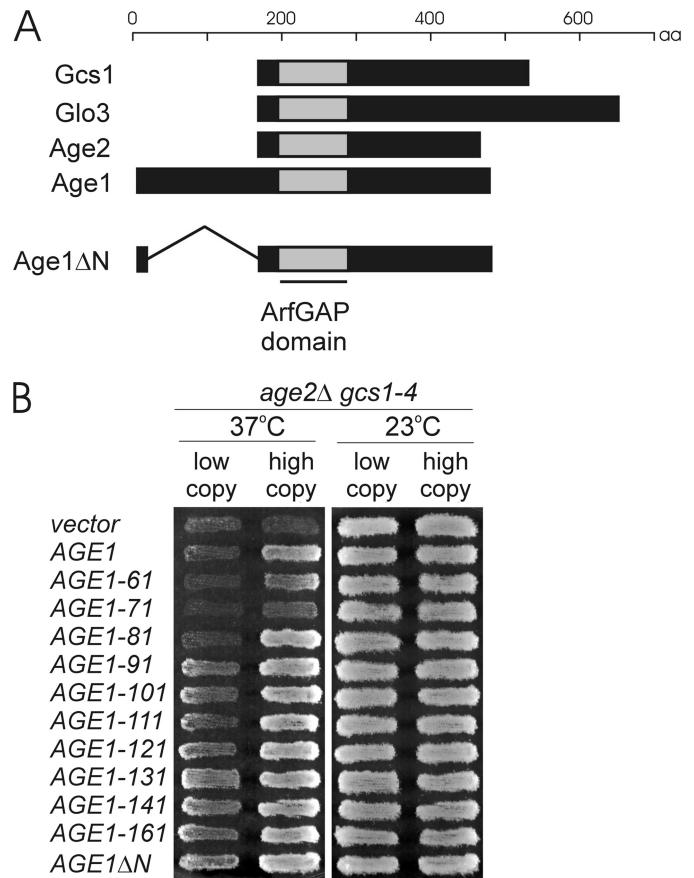 A
0 200 400 600 aa
Gcs1
Glo3
Age2
Age1
Age1ΔN
ArfGAP
domain
B
age2Δ gcs1-4
37°C 23°C
low high low high
copy copy copy copy
vector
AGE1
AGE1-61
AGE1-71
AGE1-81
AGE1-91
AGE1-101
AGE1-111
AGE1-121
AGE1-131
AGE1-141
AGE1-161
AGE1ΔN